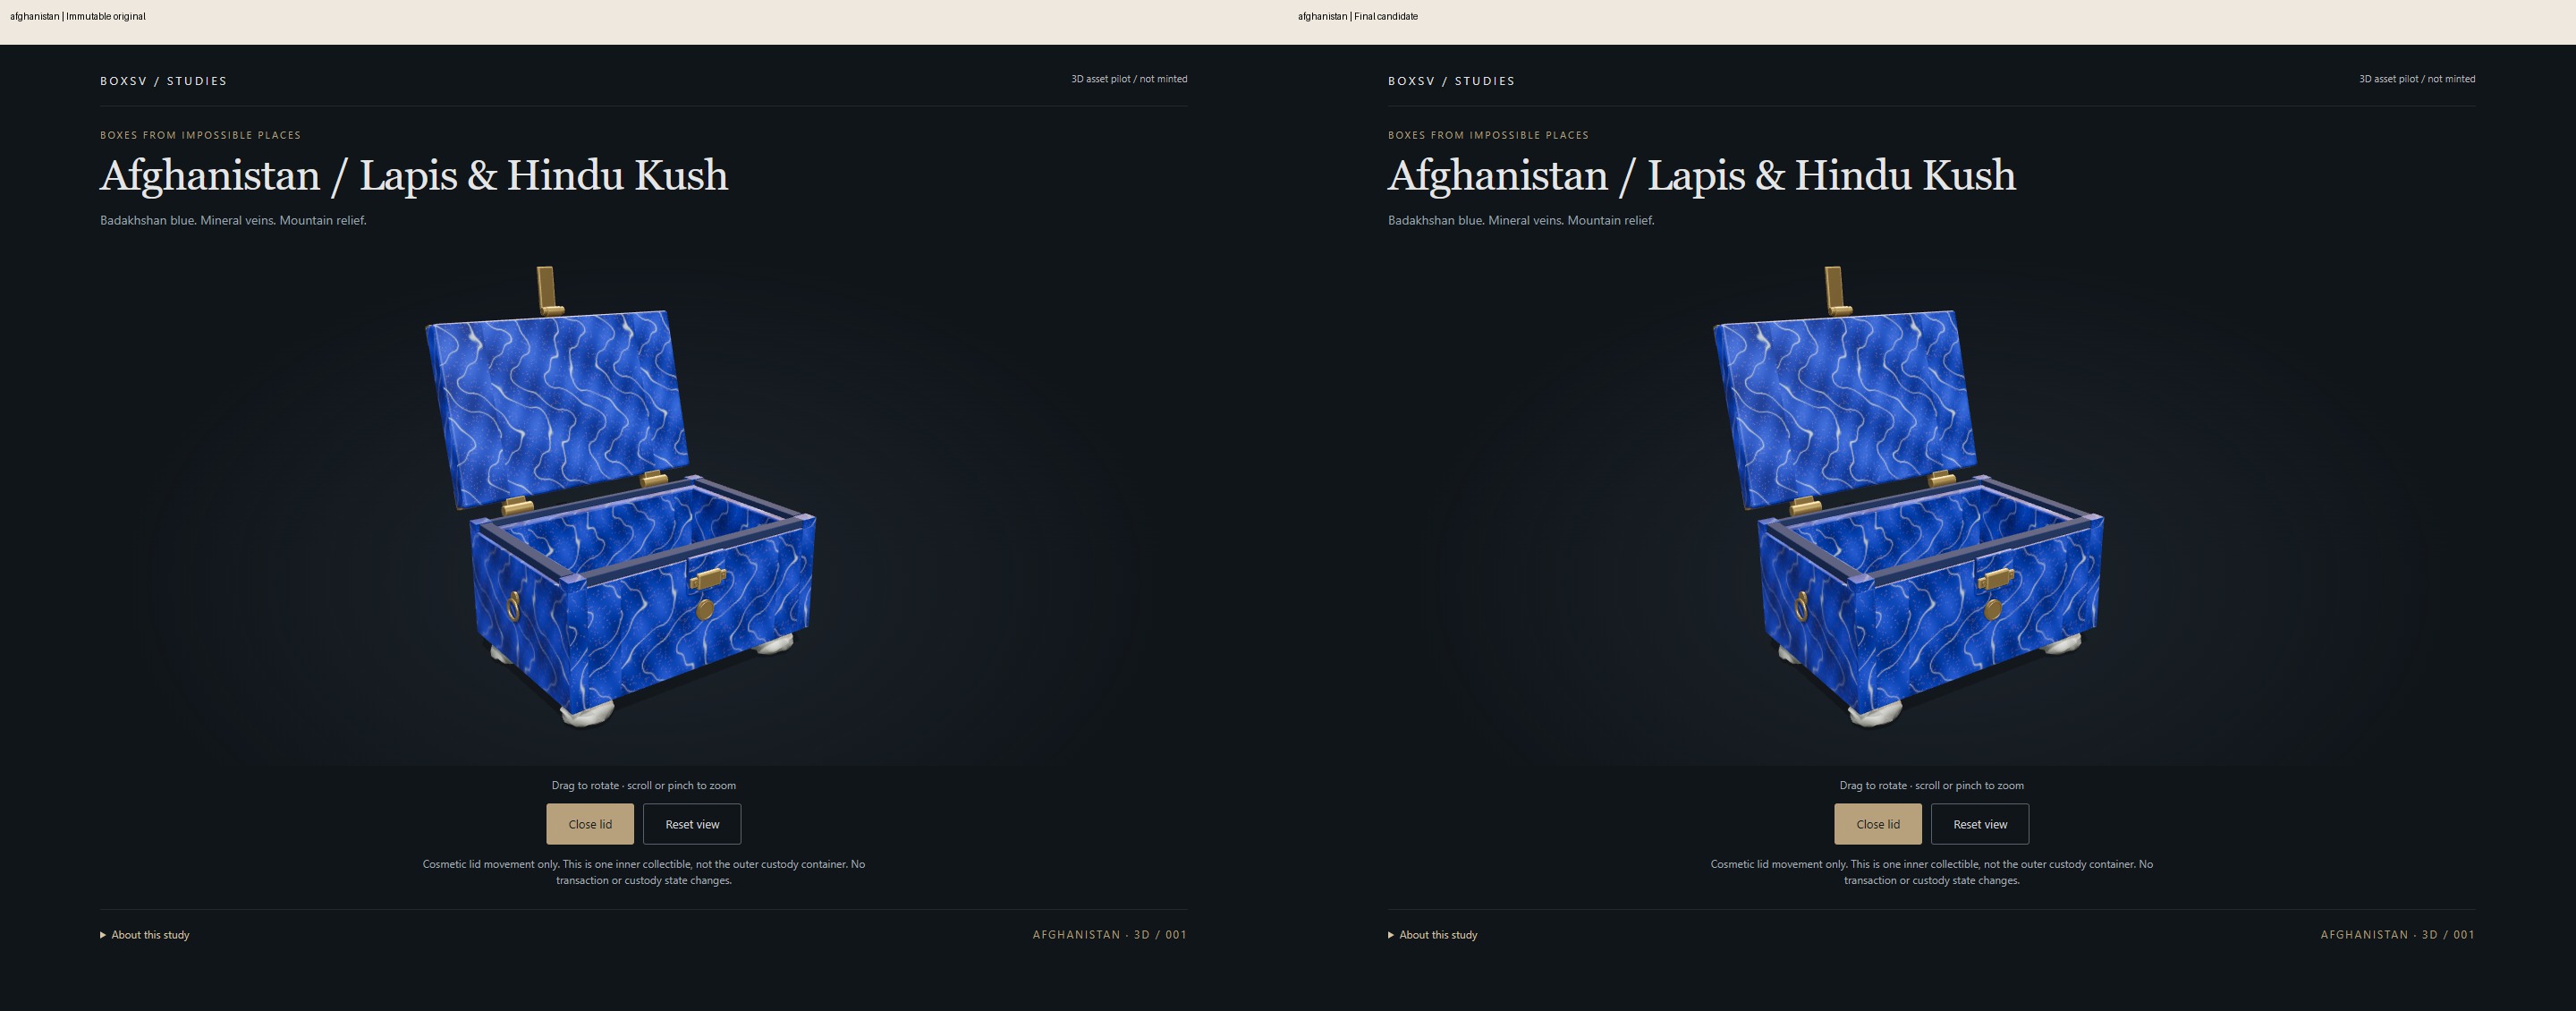 afghanistan | Immutable original
BOXSV / STUDIES
3D asset pilot / not minted
BOXES FROM IMPOSSIBLE PLACES
Afghanistan / Lapis & Hindu Kush
Badakhshan blue. Mineral veins. Mountain relief.
Drag to rotate · scroll or pinch to zoom
Close lid
Reset view
Cosmetic lid movement only. This is one inner collectible, not the outer custody container. No
transaction or custody state changes.
▶ About this study
AFGHANISTAN · 3D / 001
afghanistan | Final candidate
BOXSV / STUDIES
3D asset pilot / not minted
BOXES FROM IMPOSSIBLE PLACES
Afghanistan / Lapis & Hindu Kush
Badakhshan blue. Mineral veins. Mountain relief.
Drag to rotate · scroll or pinch to zoom
Close lid
Reset view
Cosmetic lid movement only. This is one inner collectible, not the outer custody container. No
transaction or custody state changes.
▶ About this study
AFGHANISTAN · 3D / 001